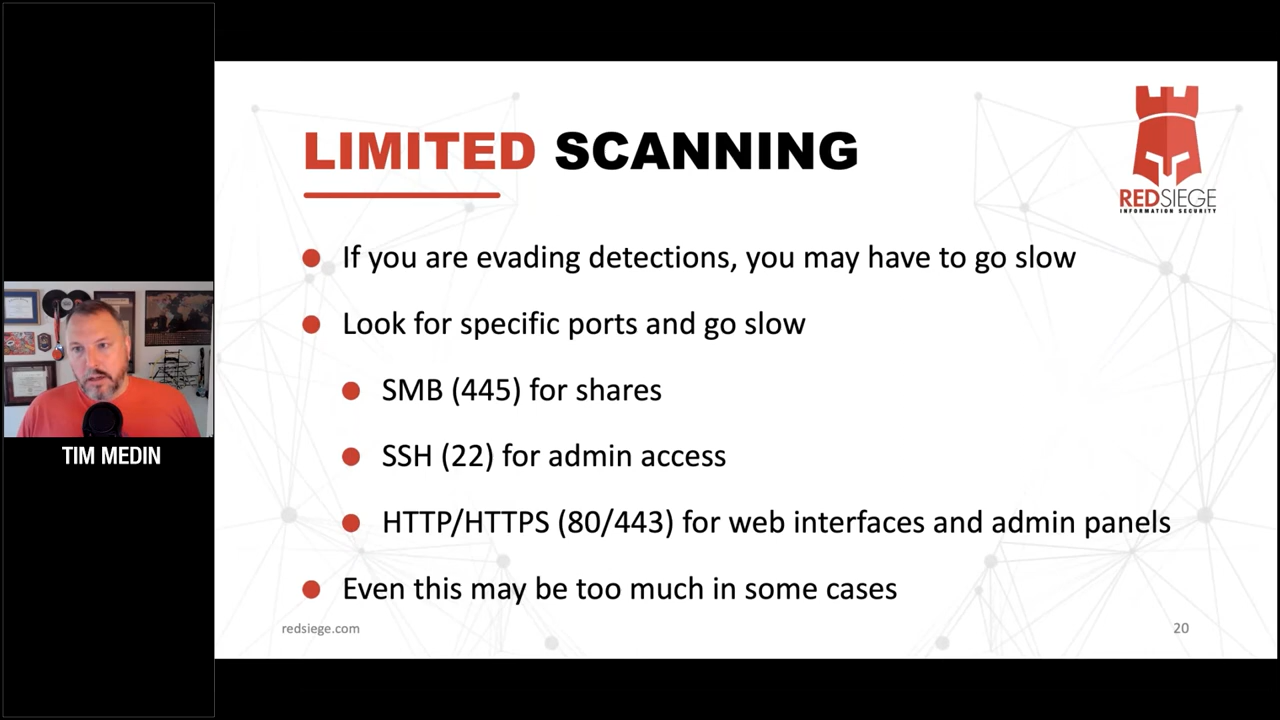 LIMITED SCANNING
REDSIEGE
INFORMATION SECURITY
If you are evading detections, you may have to go slow
Look for specific ports and go slow
SMB (445) for shares
SSH (22) for admin access
HTTP/HTTPS (80/443) for web interfaces and admin panels
Even this may be too much in some cases
redsiege.com
20
TIM MEDIN